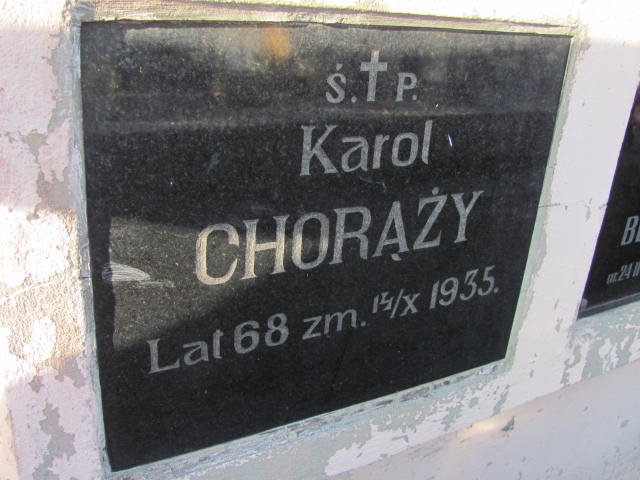 Ś. † P.
Karol
CHORĄŻY
Lat 68 zm. 15/X 1935.